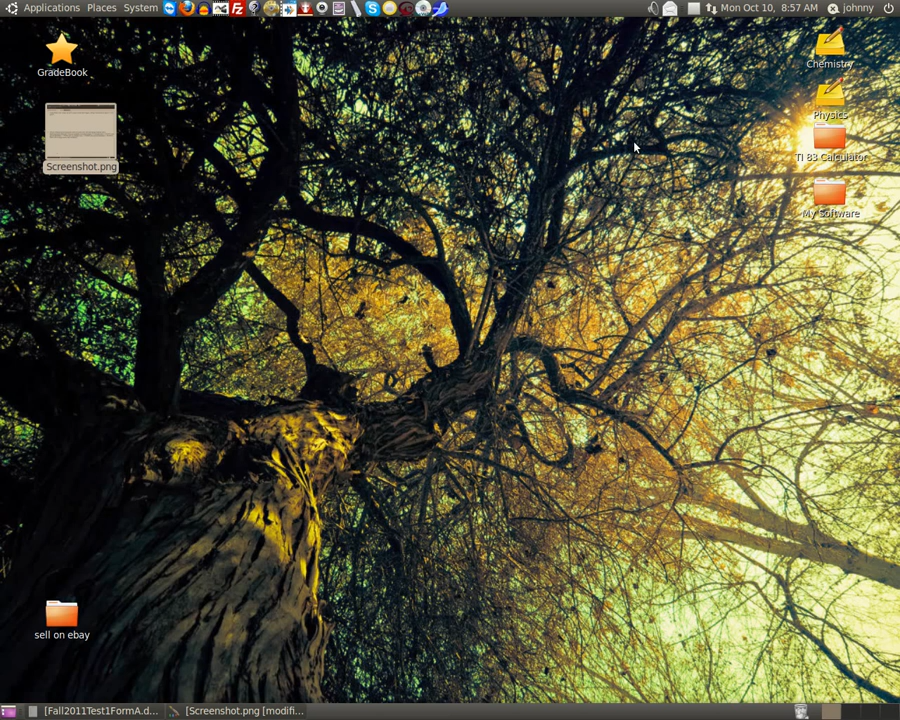 Applications Places System Mon Oct 10, 8:57 AM johnny
GradeBook
Screenshot.png
Chemistry
Physics
TI 83 Calculator
My Software
sell on ebay
[Fall2011Test1FormA.d... [Screenshot.png [modifi...